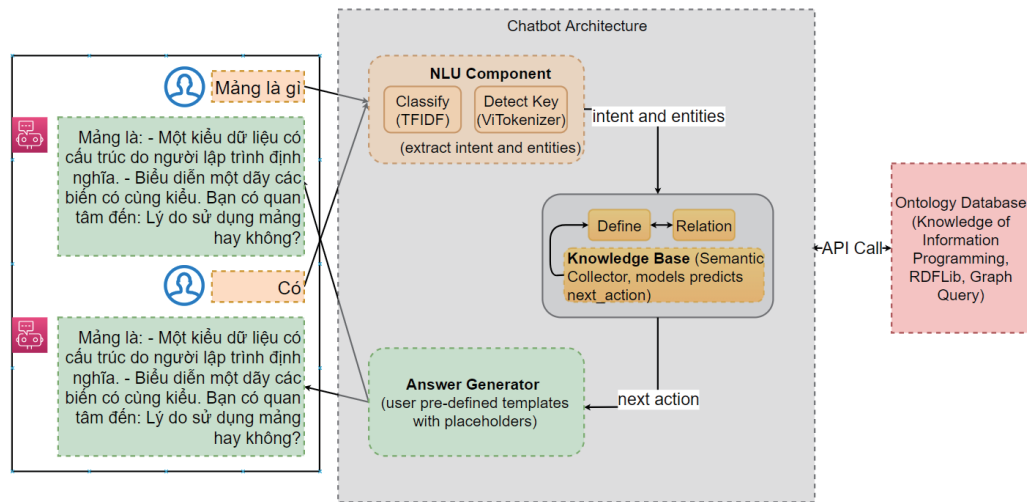 Chatbot Architecture
Mảng là gì
Mảng là: - Một kiểu dữ liệu có
cấu trúc do người lập trình định
nghĩa. - Biểu diễn một dãy các
biến có cùng kiểu. Bạn có quan
tâm đến: Lý do sử dụng mảng
hay không?
Có
Mảng là: - Một kiểu dữ liệu có
cấu trúc do người lập trình định
nghĩa. - Biểu diễn một dãy các
biến có cùng kiểu. Bạn có quan
tâm đến: Lý do sử dụng mảng
hay không?
NLU Component
Classify
(TFIDF)
Detect Key
(ViTokenizer)
(extract intent and entities)
intent and entities
Define
Relation
Knowledge Base (Semantic
Collector, models predicts
next_action)
next action
Answer Generator
(user pre-defined templates
with placeholders)
API Call
Ontology Database
(Knowledge of
Information
Programming,
RDFLib, Graph
Query)